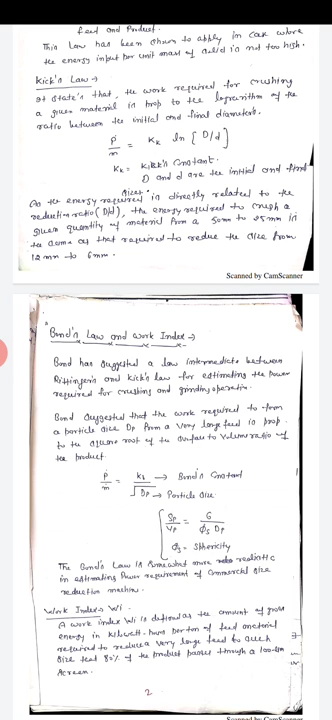 feed and Product.
This Law has been shown to apply in case where
the energy input per unit mass of solid is not too high.
Kick's Law →
It state's that, the work required for crushing
a given material is prop to the logarithm of the
ratio between the initial and final diameters.
P/m = Kk ln [D/d]
Kk = Kick's Constant.
D and d are the initial and final
sizes.
As the energy required is directly related to the
reduction ratio (D/d), the energy required to crush a
given quantity of material from a 50mm to 25mm is
the same as that required to reduce the size from
12mm to 6mm.
Scanned by CamScanner
Bond's Law and Work Index →
Bond has suggested a law intermediate between
Rittinger's and Kick's law for estimating the power
required for crushing and grinding operation.
Bond suggested that the work required to form
a particle size Dp from a very large feed is prop
to the square root of the surface to volume ratio of
the product
P/m = Kb/√Dp → Bond's Constant
→ Particle size
Sp/Vp = 6/Φs Dp
Φs = Sphericity
The Bond's Law is somewhat more realistic
in estimating Power requirement of Commercial size
reduction machine.
Work Index → Wi.
A work index Wi is defined as the amount of gross
energy in kilowatt-hours per ton of feed material
required to reduce a very large feed to such
size that 80% of the product passes through a 100-um
screen.
2
Scanned by CamScanner